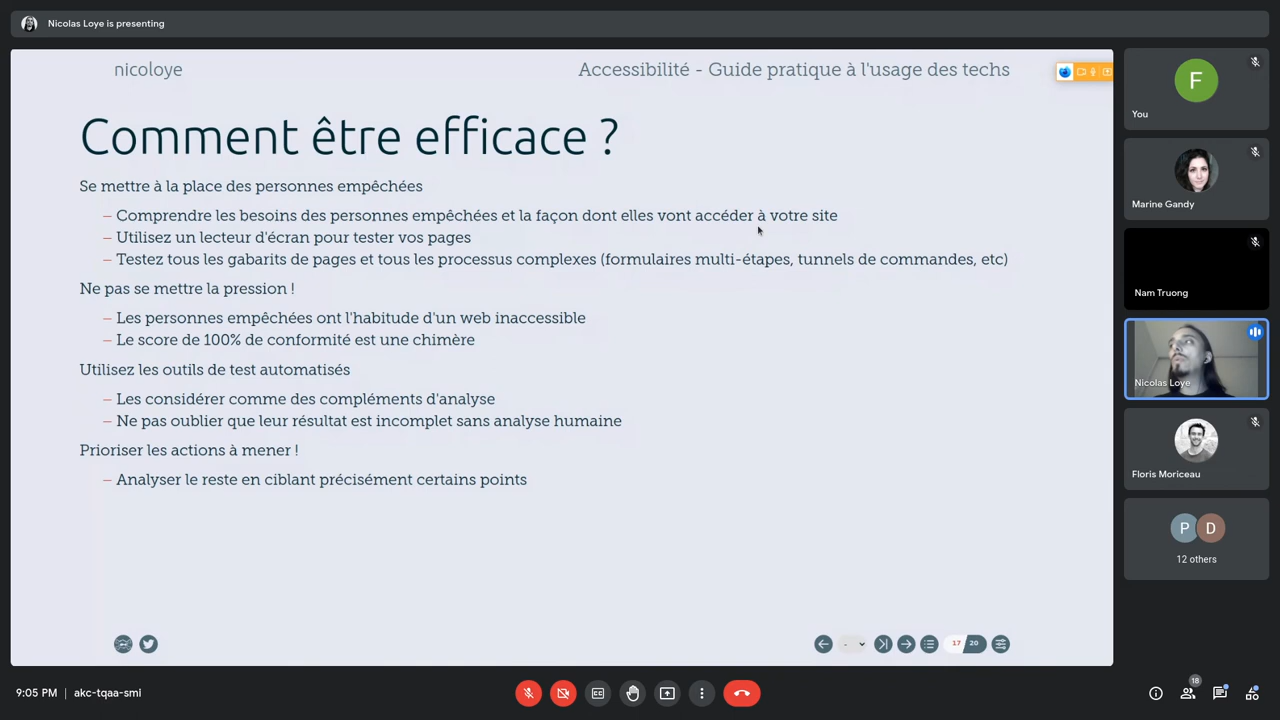 Nicolas Loye is presenting
nicoloye
Accessibilité - Guide pratique à l'usage des techs
Comment être efficace ?
Se mettre à la place des personnes empêchées
– Comprendre les besoins des personnes empêchées et la façon dont elles vont accéder à votre site
– Utilisez un lecteur d'écran pour tester vos pages
– Testez tous les gabarits de pages et tous les processus complexes (formulaires multi-étapes, tunnels de commandes, etc)
Ne pas se mettre la pression !
– Les personnes empêchées ont l'habitude d'un web inaccessible
– Le score de 100% de conformité est une chimère
Utilisez les outils de test automatisés
– Les considérer comme des compléments d'analyse
– Ne pas oublier que leur résultat est incomplet sans analyse humaine
Prioriser les actions à mener !
– Analyser le reste en ciblant précisément certains points
-
17 20
F
You
Marine Gandy
Nam Truong
Nicolas Loye
Floris Moriceau
P D
12 others
9:05 PM | akc-tqaa-smi
18